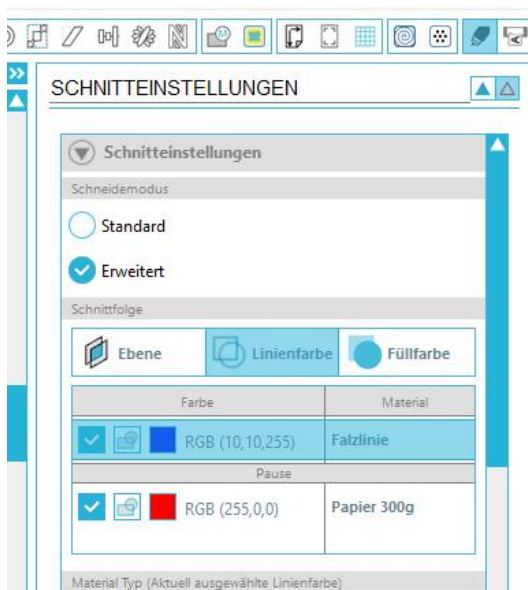 SCHNITTEINSTELLUNGEN
Schnitteinstellungen
Schneidemodus
Standard
Erweitert
Schnittfolge
Ebene Linienfarbe Füllfarbe
Farbe Material
RGB (10,10,255) Falzlinie
Pause
RGB (255,0,0) Papier 300g
Material Typ (Aktuell ausgewählte Linienfarbe)